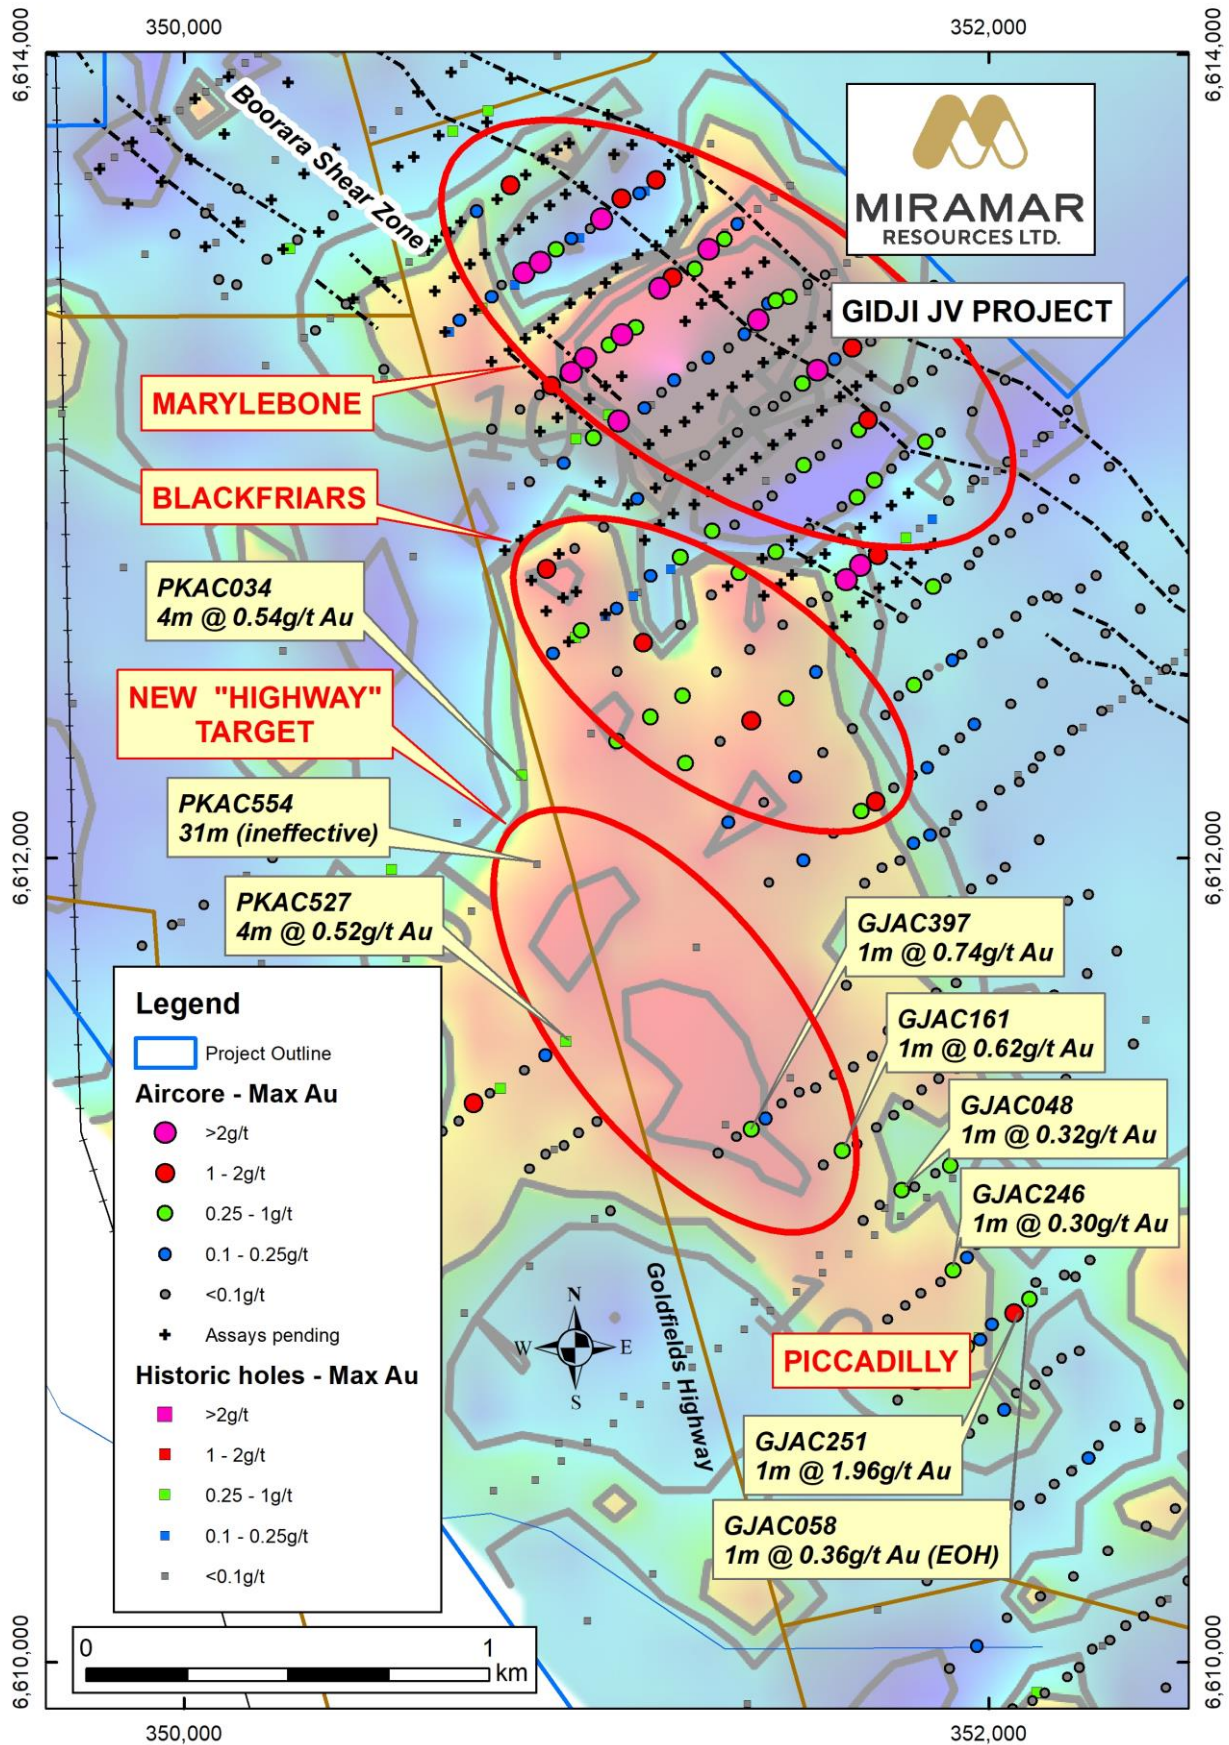 350,000
352,000
6,614,000
6,614,000
Boorara Shear Zone
MIRAMAR
RESOURCES LTD.
GIDJI JV PROJECT
MARYLEBONE
BLACKFRIARS
PKAC034
4m @ 0.54g/t Au
NEW "HIGHWAY"
TARGET
PKAC554
31m (ineffective)
6,612,000
6,612,000
PKAC527
4m @ 0.52g/t Au
GJAC397
1m @ 0.74g/t Au
GJAC161
1m @ 0.62g/t Au
GJAC048
1m @ 0.32g/t Au
GJAC246
1m @ 0.30g/t Au
Legend
Project Outline
Aircore - Max Au
>2g/t
1 - 2g/t
0.25 - 1g/t
0.1 - 0.25g/t
<0.1g/t
Assays pending
Historic holes - Max Au
>2g/t
1 - 2g/t
0.25 - 1g/t
0.1 - 0.25g/t
<0.1g/t
N
W
E
S
Goldfields Highway
PICCADILLY
GJAC251
1m @ 1.96g/t Au
GJAC058
1m @ 0.36g/t Au (EOH)
0
1
km
6,610,000
6,610,000
350,000
352,000